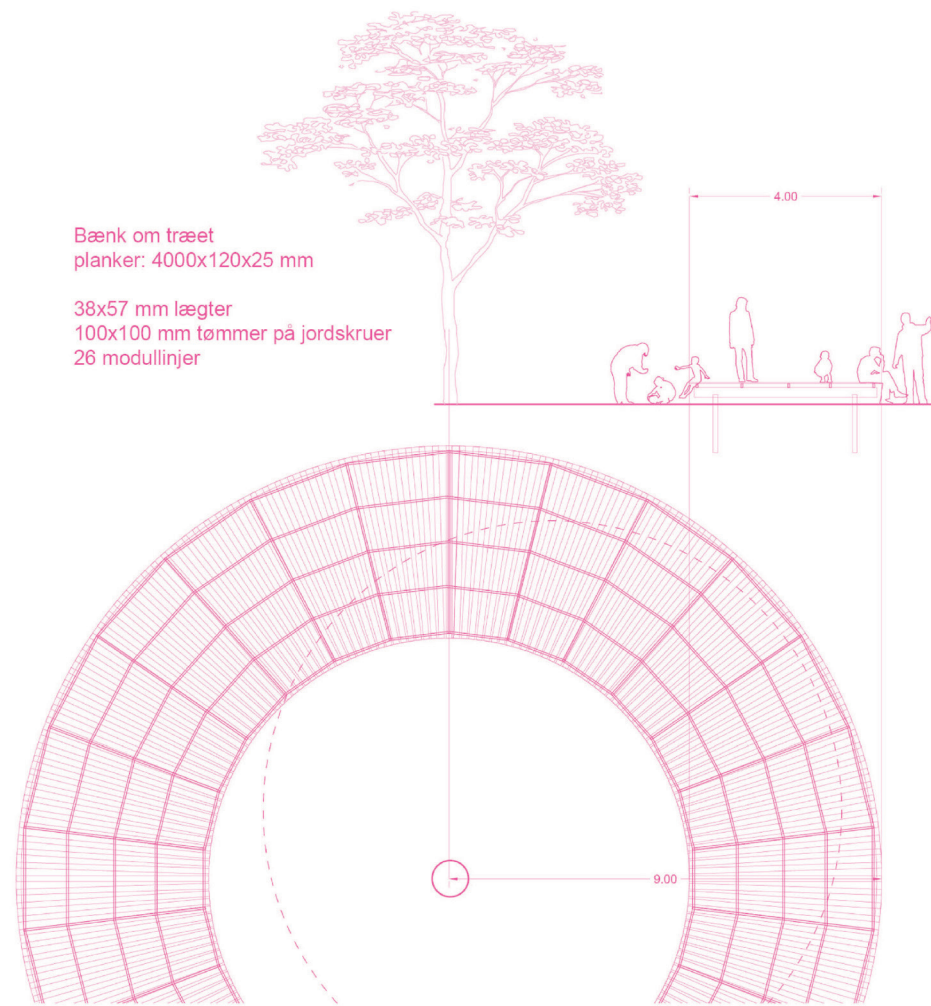 4.00
Bænk om træet
planker: 4000x120x25 mm
38x57 mm lægter
100x100 mm tømmer på jordskruer
26 modullinjer
9.00